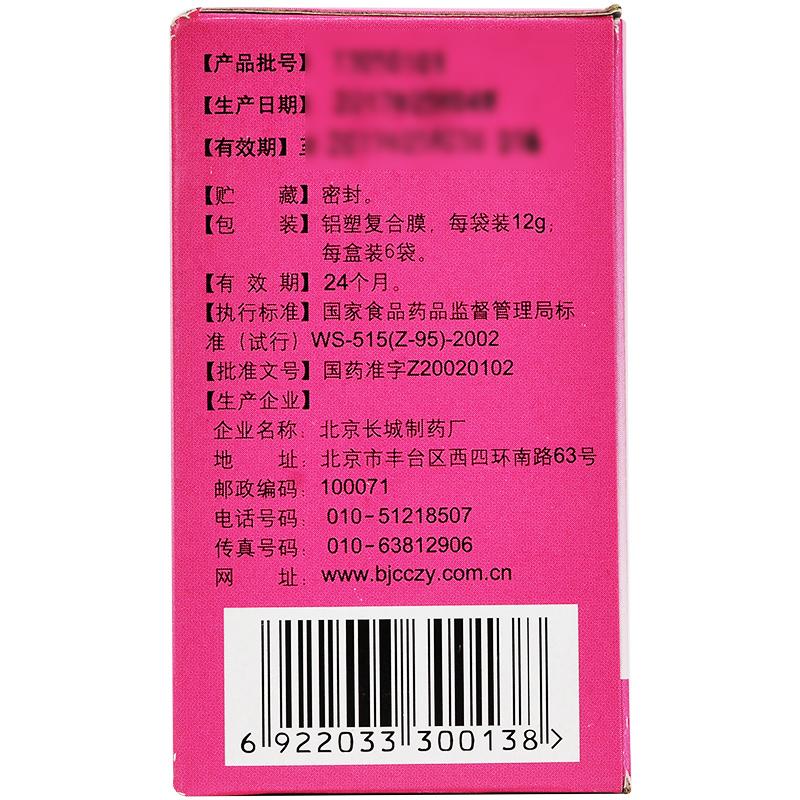 【产品批号】
【生产日期】
【有效期】至
【贮 藏】密封。
【包 装】铝塑复合膜，每袋装12g；
每盒装6袋。
【有 效 期】24个月。
【执行标准】国家食品药品监督管理局标
准（试行）WS-515(Z-95)-2002
【批准文号】国药准字Z20020102
【生产企业】
企业名称：北京长城制药厂
地 址：北京市丰台区西四环南路63号
邮政编码：100071
电话号码：010-51218507
传真号码：010-63812906
网 址：www.bjcczy.com.cn
6 922033 300138 >